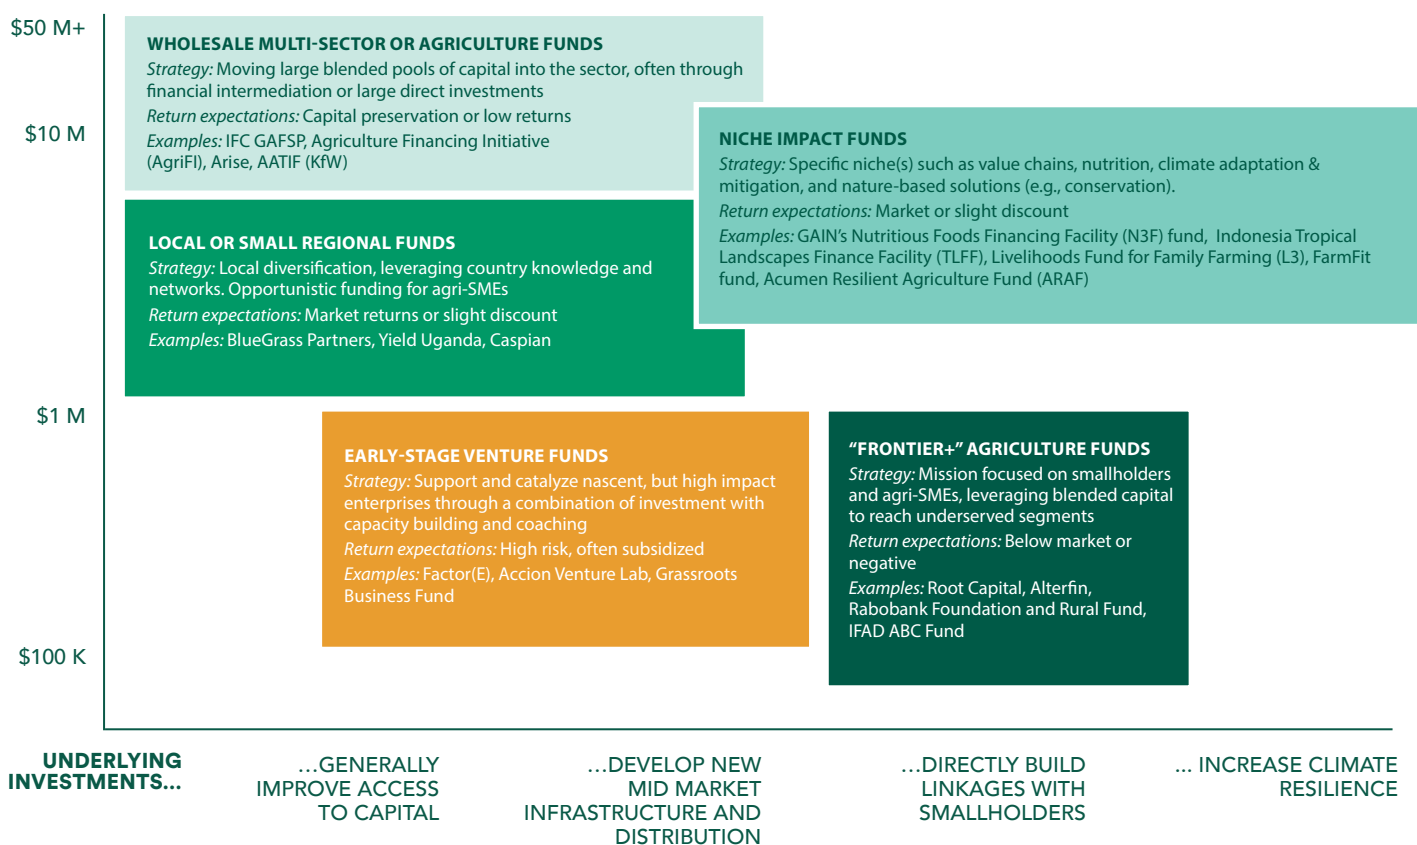 $50 M+
$10 M
$1 M
$100 K
WHOLESALE MULTI-SECTOR OR AGRICULTURE FUNDS
Strategy: Moving large blended pools of capital into the sector, often through
financial intermediation or large direct investments
Return expectations: Capital preservation or low returns
Examples: IFC GAFSP, Agriculture Financing Initiative
(AgriFI), Arise, AATIF (KfW)
NICHE IMPACT FUNDS
Strategy: Specific niche(s) such as value chains, nutrition, climate adaptation &
mitigation, and nature-based solutions (e.g., conservation).
Return expectations: Market or slight discount
Examples: GAIN’s Nutritious Foods Financing Facility (N3F) fund, Indonesia Tropical
Landscapes Finance Facility (TLFF), Livelihoods Fund for Family Farming (L3), FarmFit
fund, Acumen Resilient Agriculture Fund (ARAF)
LOCAL OR SMALL REGIONAL FUNDS
Strategy: Local diversification, leveraging country knowledge and
networks. Opportunistic funding for agri-SMEs
Return expectations: Market returns or slight discount
Examples: BlueGrass Partners, Yield Uganda, Caspian
EARLY-STAGE VENTURE FUNDS
Strategy: Support and catalyze nascent, but high impact
enterprises through a combination of investment with
capacity building and coaching
Return expectations: High risk, often subsidized
Examples: Factor(E), Accion Venture Lab, Grassroots
Business Fund
“FRONTIER+” AGRICULTURE FUNDS
Strategy: Mission focused on smallholders
and agri-SMEs, leveraging blended capital
to reach underserved segments
Return expectations: Below market or
negative
Examples: Root Capital, Alterfin,
Rabobank Foundation and Rural Fund,
IFAD ABC Fund
UNDERLYING
INVESTMENTS...
...GENERALLY
IMPROVE ACCESS
TO CAPITAL
...DEVELOP NEW
MID MARKET
INFRASTRUCTURE AND
DISTRIBUTION
...DIRECTLY BUILD
LINKAGES WITH
SMALLHOLDERS
... INCREASE CLIMATE
RESILIENCE